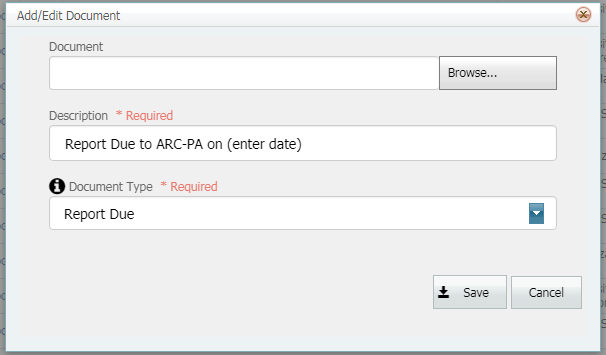 Add/Edit Document
Document
Browse...
Description * Required
Report Due to ARC-PA on (enter date)
Document Type * Required
Report Due
Save Cancel